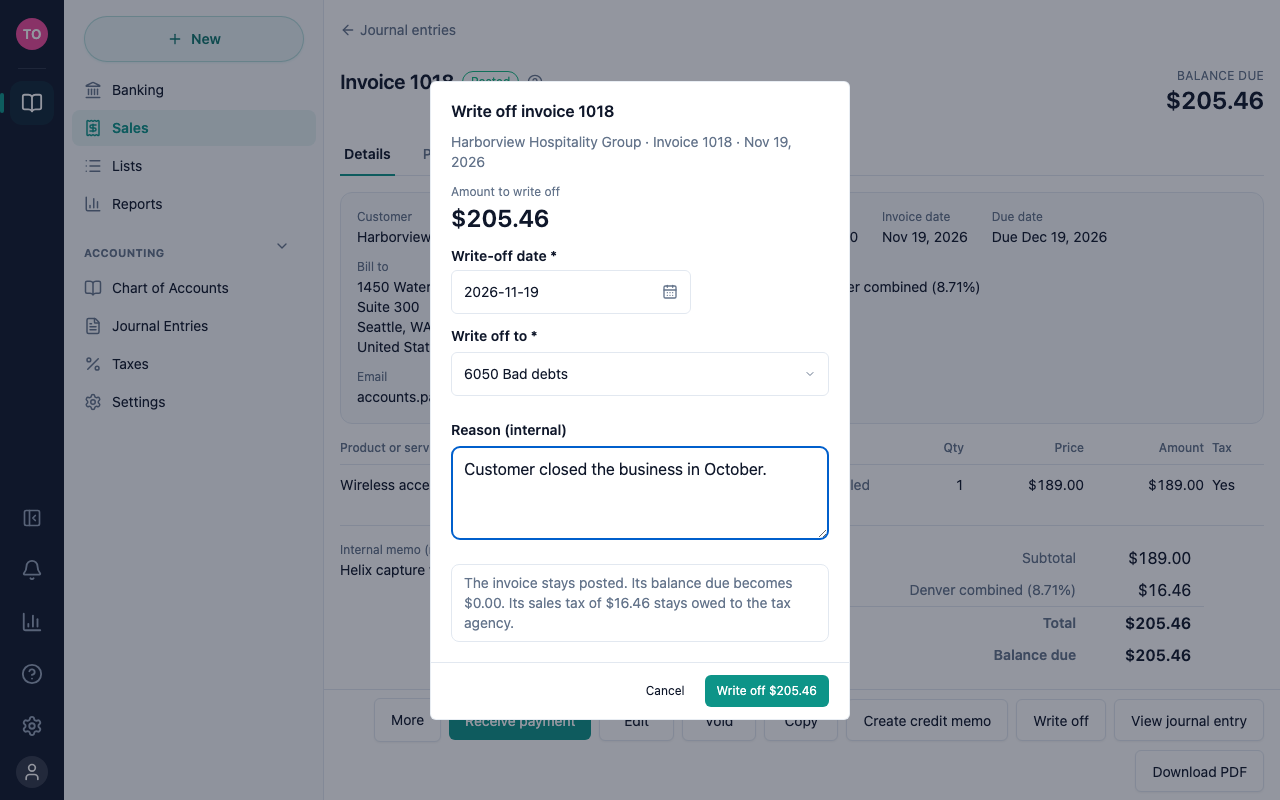 TO
New
Banking
Sales
Lists
Reports
ACCOUNTING
Chart of Accounts
Journal Entries
Taxes
Settings
Journal entries
Invoice 1018 Posted
BALANCE DUE
$205.46
Details
Customer
Harborview
Invoice date
Nov 19, 2026
Due date
Due Dec 19, 2026
Bill to
1450 Water
Suite 300
Seattle, WA
United Stat
combined (8.71%)
Email
accounts.pa
Product or serv
Qty Price Amount Tax
Wireless acce
1 $189.00 $189.00 Yes
Internal memo (
Helix capture
Subtotal $189.00
Denver combined (8.71%) $16.46
Total $205.46
Balance due $205.46
Write off invoice 1018
Harborview Hospitality Group · Invoice 1018 · Nov 19,
2026
Amount to write off
$205.46
Write-off date *
2026-11-19
Write off to *
6050 Bad debts
Reason (internal)
Customer closed the business in October.
The invoice stays posted. Its balance due becomes
$0.00. Its sales tax of $16.46 stays owed to the tax
agency.
Cancel Write off $205.46
More Receive payment Edit Void Copy Create credit memo Write off View journal entry
Download PDF